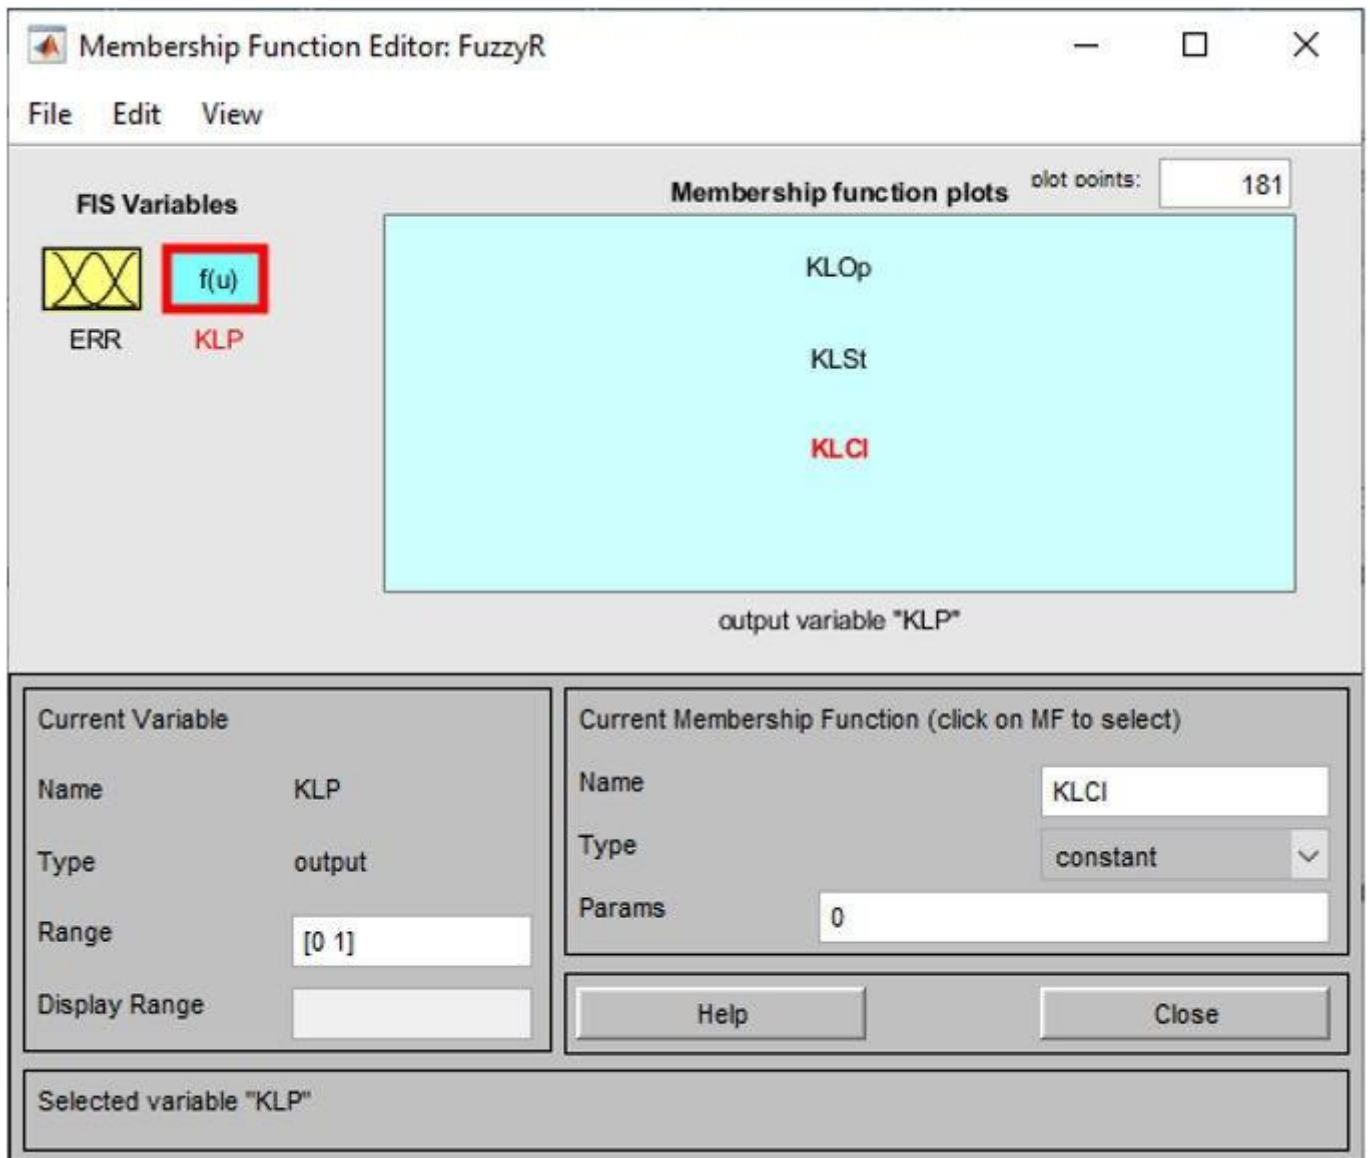 Membership Function Editor: FuzzyR
File Edit View
FIS Variables
f(u)
ERR KLP
Membership function plots plot points: 181
KLOp
KLSt
KLCl
output variable "KLP"
Current Variable
Name KLP
Type output
Range [0 1]
Display Range
Current Membership Function (click on MF to select)
Name KLCl
Type constant
Params 0
Help Close
Selected variable "KLP"